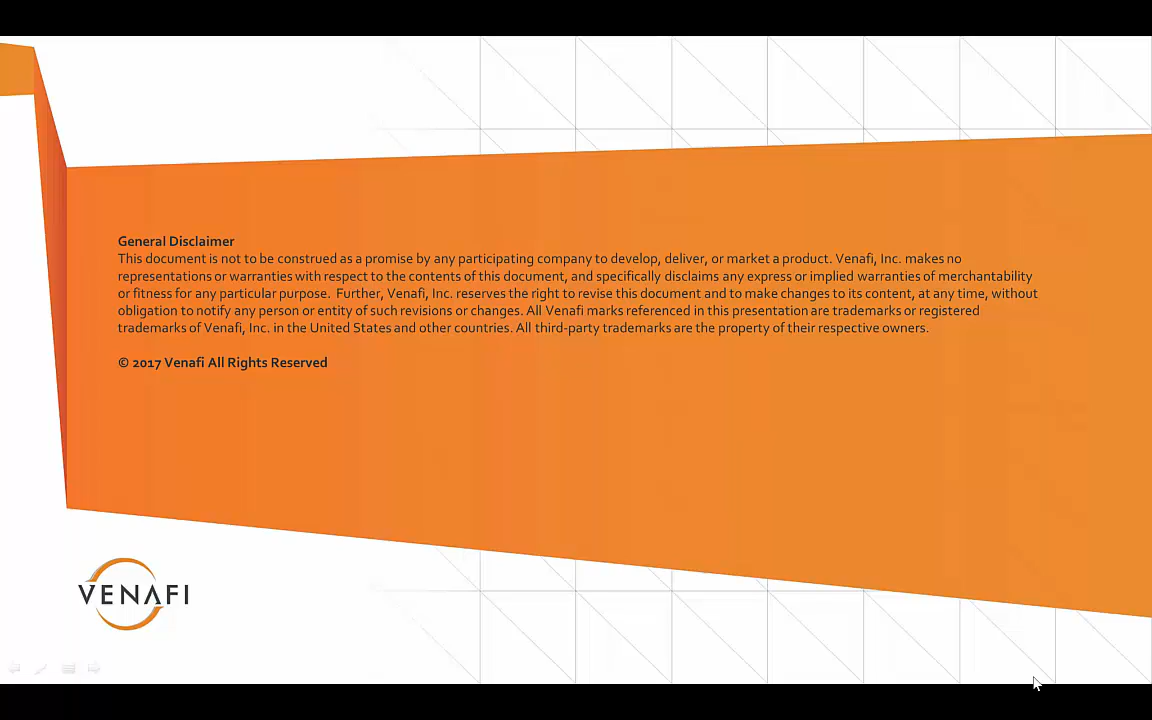 General Disclaimer
This document is not to be construed as a promise by any participating company to develop, deliver, or market a product. Venafi, Inc. makes no
representations or warranties with respect to the contents of this document, and specifically disclaims any express or implied warranties of merchantability
or fitness for any particular purpose. Further, Venafi, Inc. reserves the right to revise this document and to make changes to its content, at any time, without
obligation to notify any person or entity of such revisions or changes. All Venafi marks referenced in this presentation are trademarks or registered
trademarks of Venafi, Inc. in the United States and other countries. All third-party trademarks are the property of their respective owners.
© 2017 Venafi All Rights Reserved
VENAFI